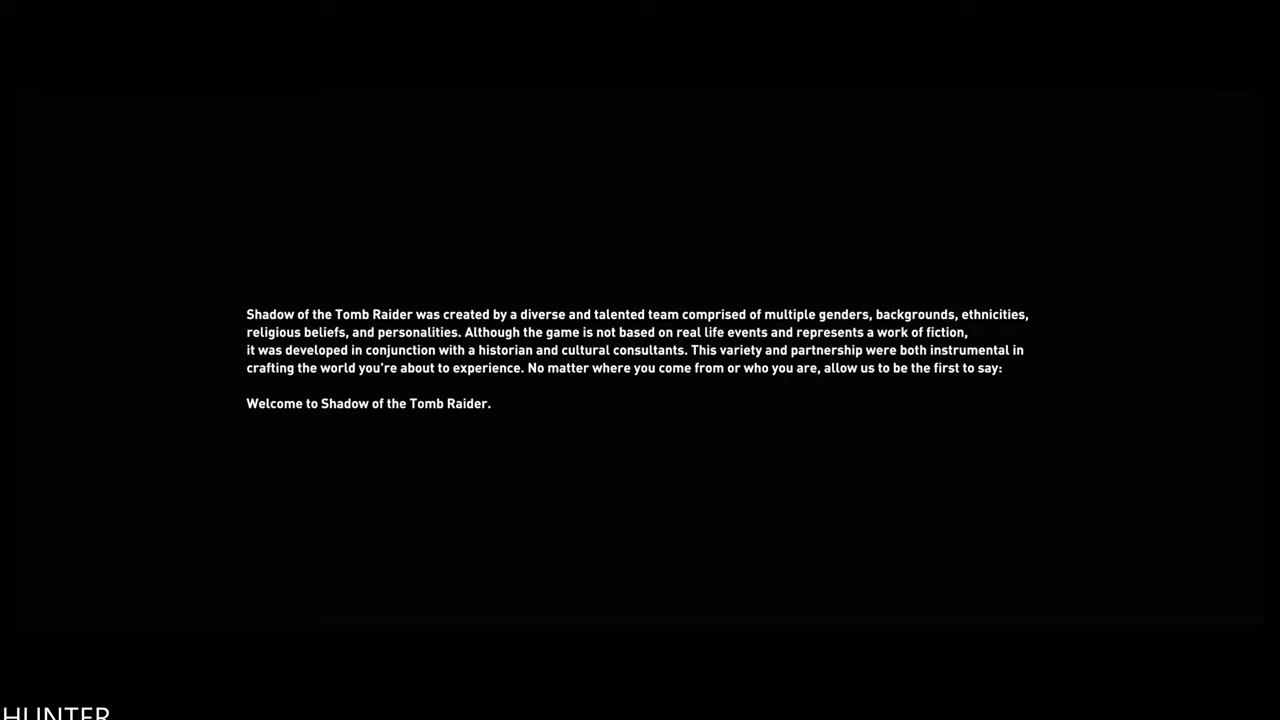 Shadow of the Tomb Raider was created by a diverse and talented team comprised of multiple genders, backgrounds, ethnicities,
religious beliefs, and personalities. Although the game is not based on real life events and represents a work of fiction,
it was developed in conjunction with a historian and cultural consultants. This variety and partnership were both instrumental in
crafting the world you're about to experience. No matter where you come from or who you are, allow us to be the first to say:
Welcome to Shadow of the Tomb Raider.
HUNTER